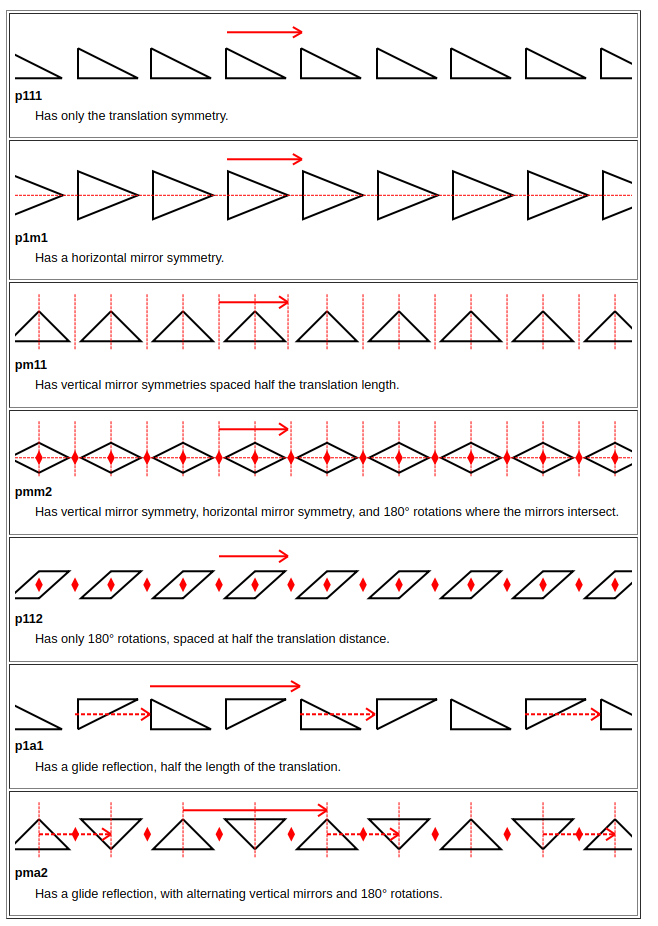 p111
Has only the translation symmetry.
p1m1
Has a horizontal mirror symmetry.
pm11
Has vertical mirror symmetries spaced half the translation length.
pmm2
Has vertical mirror symmetry, horizontal mirror symmetry, and 180° rotations where the mirrors intersect.
p112
Has only 180° rotations, spaced at half the translation distance.
p1a1
Has a glide reflection, half the length of the translation.
pma2
Has a glide reflection, with alternating vertical mirrors and 180° rotations.